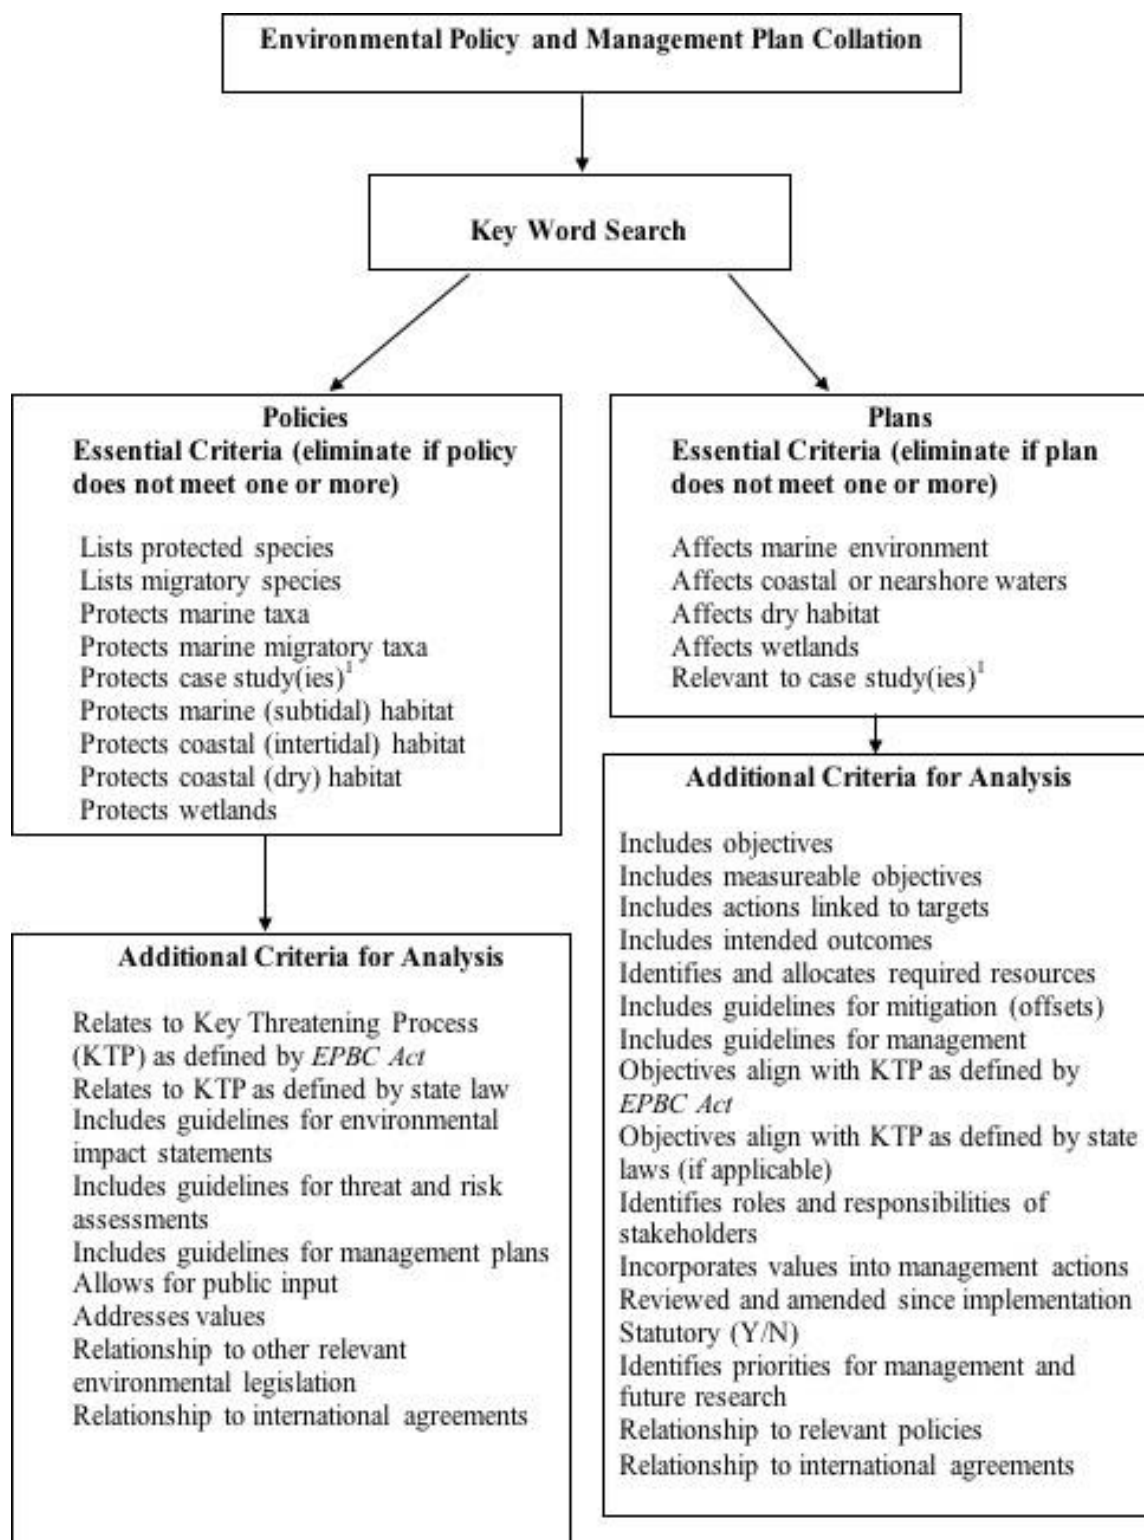 Environmental Policy and Management Plan Collation
Key Word Search
Policies
Essential Criteria (eliminate if policy
does not meet one or more)
Lists protected species
Lists migratory species
Protects marine taxa
Protects marine migratory taxa
Protects case study(ies)¹
Protects marine (subtidal) habitat
Protects coastal (intertidal) habitat
Protects coastal (dry) habitat
Protects wetlands
Additional Criteria for Analysis
Relates to Key Threatening Process
(KTP) as defined by EPBC Act
Relates to KTP as defined by state law
Includes guidelines for environmental
impact statements
Includes guidelines for threat and risk
assessments
Includes guidelines for management plans
Allows for public input
Addresses values
Relationship to other relevant
environmental legislation
Relationship to international agreements
Plans
Essential Criteria (eliminate if plan
does not meet one or more)
Affects marine environment
Affects coastal or nearshore waters
Affects dry habitat
Affects wetlands
Relevant to case study(ies)¹
Additional Criteria for Analysis
Includes objectives
Includes measureable objectives
Includes actions linked to targets
Includes intended outcomes
Identifies and allocates required resources
Includes guidelines for mitigation (offsets)
Includes guidelines for management
Objectives align with KTP as defined by
EPBC Act
Objectives align with KTP as defined by state
laws (if applicable)
Identifies roles and responsibilities of
stakeholders
Incorporates values into management actions
Reviewed and amended since implementation
Statutory (Y/N)
Identifies priorities for management and
future research
Relationship to relevant policies
Relationship to international agreements